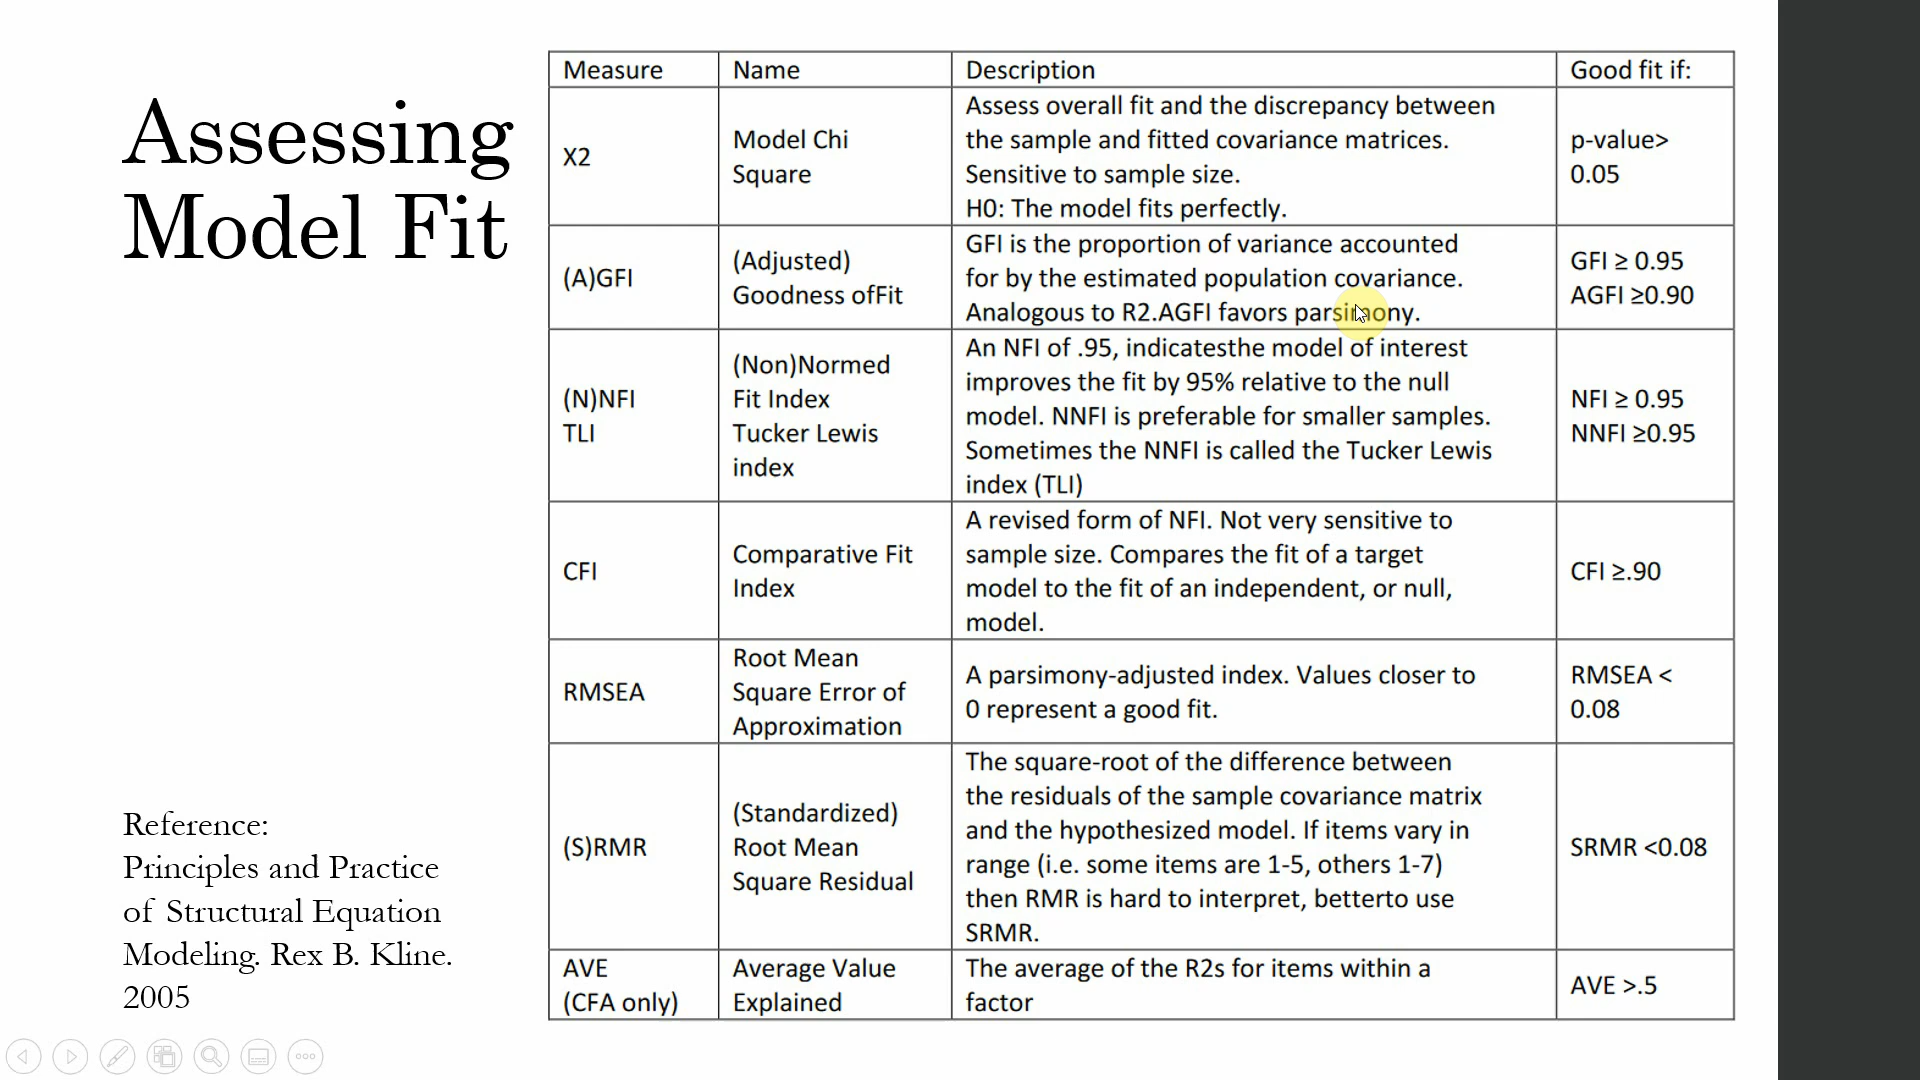 Assessing
Model Fit
Reference:
Principles and Practice
of Structural Equation
Modeling. Rex B. Kline.
2005
Measure
Name
Description
Good fit if:
X2
Model Chi
Square
Assess overall fit and the discrepancy between
the sample and fitted covariance matrices.
Sensitive to sample size.
H0: The model fits perfectly.
p-value>
0.05
(A)GFI
(Adjusted)
Goodness ofFit
GFI is the proportion of variance accounted
for by the estimated population covariance.
Analogous to R2.AGFI favors parsimony.
GFI ≥ 0.95
AGFI ≥0.90
(N)NFI
TLI
(Non)Normed
Fit Index
Tucker Lewis
index
An NFI of .95, indicatesthe model of interest
improves the fit by 95% relative to the null
model. NNFI is preferable for smaller samples.
Sometimes the NNFI is called the Tucker Lewis
index (TLI)
NFI ≥ 0.95
NNFI ≥0.95
CFI
Comparative Fit
Index
A revised form of NFI. Not very sensitive to
sample size. Compares the fit of a target
model to the fit of an independent, or null,
model.
CFI ≥.90
RMSEA
Root Mean
Square Error of
Approximation
A parsimony-adjusted index. Values closer to
0 represent a good fit.
RMSEA <
0.08
(S)RMR
(Standardized)
Root Mean
Square Residual
The square-root of the difference between
the residuals of the sample covariance matrix
and the hypothesized model. If items vary in
range (i.e. some items are 1-5, others 1-7)
then RMR is hard to interpret, betterto use
SRMR.
SRMR <0.08
AVE
(CFA only)
Average Value
Explained
The average of the R2s for items within a
factor
AVE >.5